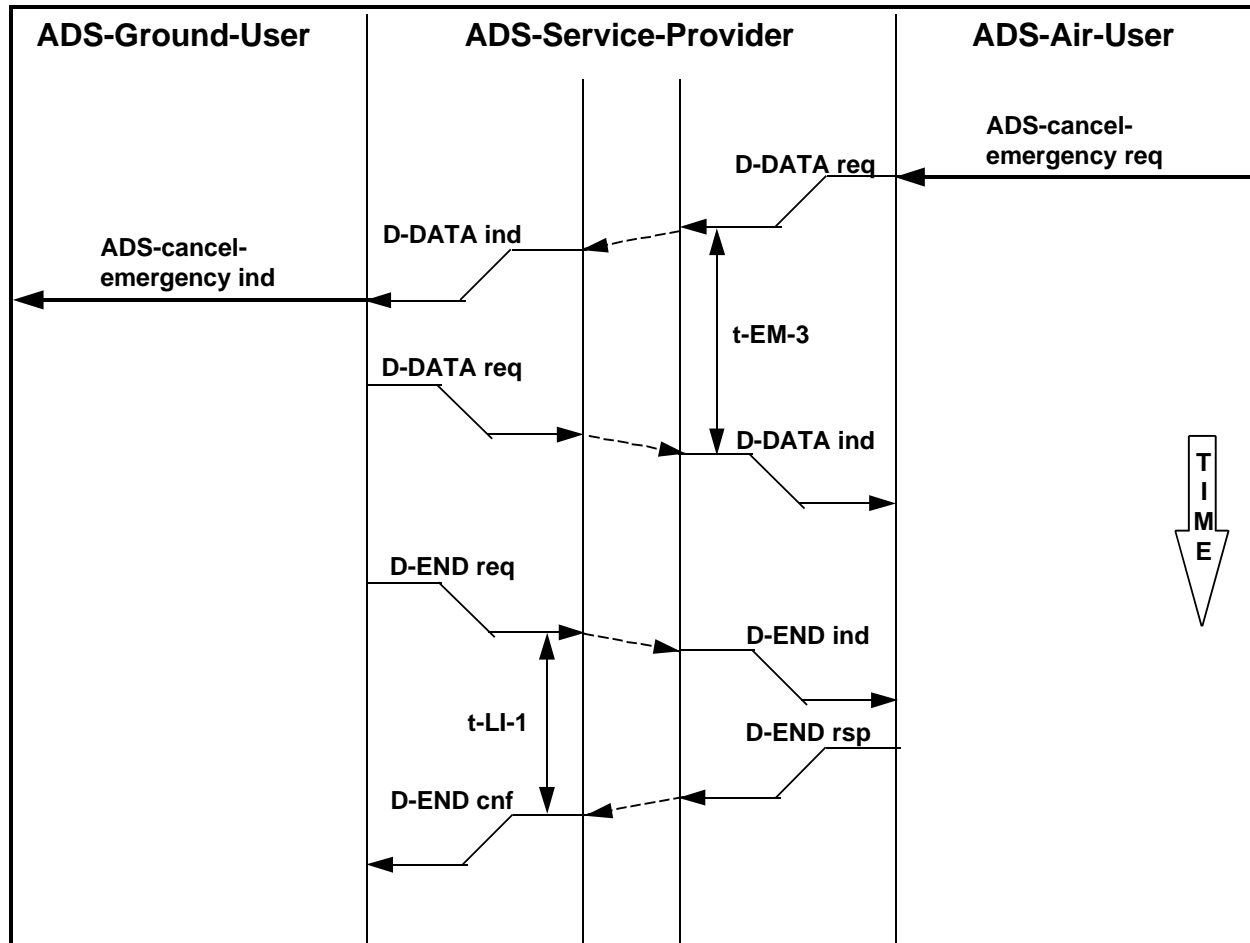 ADS-Ground-User
ADS-Service-Provider
ADS-Air-User
ADS-cancel-
emergency req
D-DATA req
D-DATA ind
ADS-cancel-
emergency ind
t-EM-3
D-DATA req
D-DATA ind
T
I
M
E
D-END req
D-END ind
t-LI-1
D-END rsp
D-END cnf